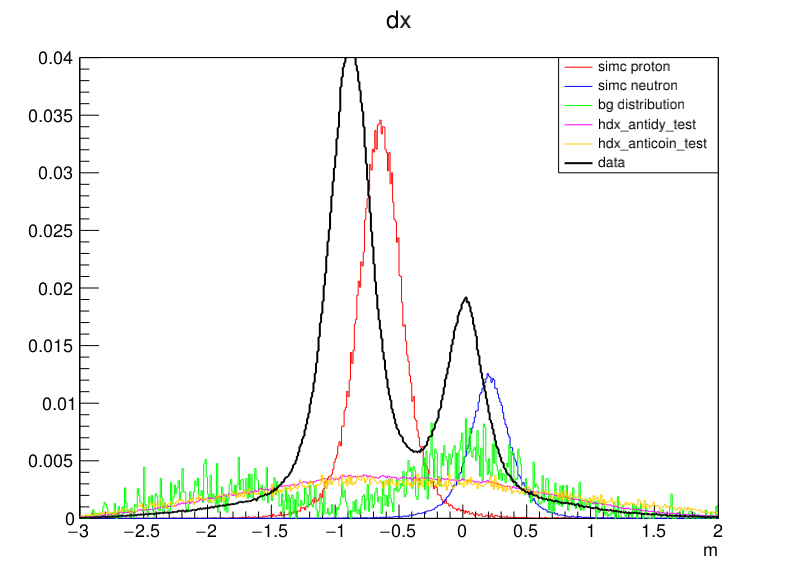 dx
simc proton
simc neutron
bg distribution
hdx_antidy_test
hdx_anticoin_test
data
0.04
0.035
0.03
0.025
0.02
0.015
0.01
0.005
0
−3 −2.5 −2 −1.5 −1 −0.5 0 0.5 1 1.5 2
m